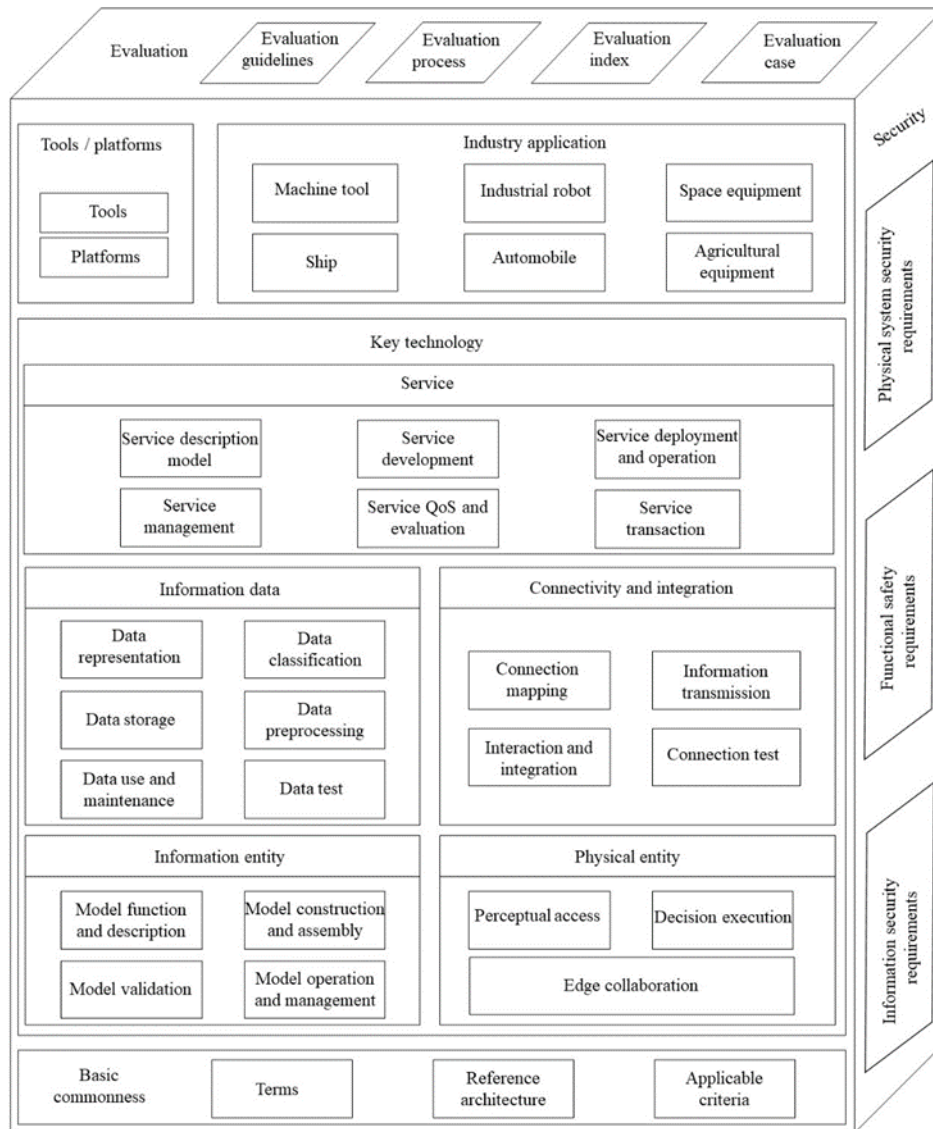 Evaluation
Evaluation
guidelines
Evaluation
process
Evaluation
index
Evaluation
case
Security
Tools / platforms
Tools
Platforms
Industry application
Machine tool
Industrial robot
Space equipment
Ship
Automobile
Agricultural
equipment
Physical system security
requirements
Key technology
Service
Service description
model
Service
development
Service deployment
and operation
Service
management
Service QoS and
evaluation
Service
transaction
Functional safety
requirements
Information data
Data
representation
Data
classification
Data storage
Data
preprocessing
Data use and
maintenance
Data test
Connectivity and integration
Connection
mapping
Information
transmission
Interaction and
integration
Connection test
Information entity
Model function
and description
Model construction
and assembly
Model validation
Model operation
and management
Physical entity
Perceptual access
Decision execution
Edge collaboration
Information security
requirements
Basic
commonness
Terms
Reference
architecture
Applicable
criteria